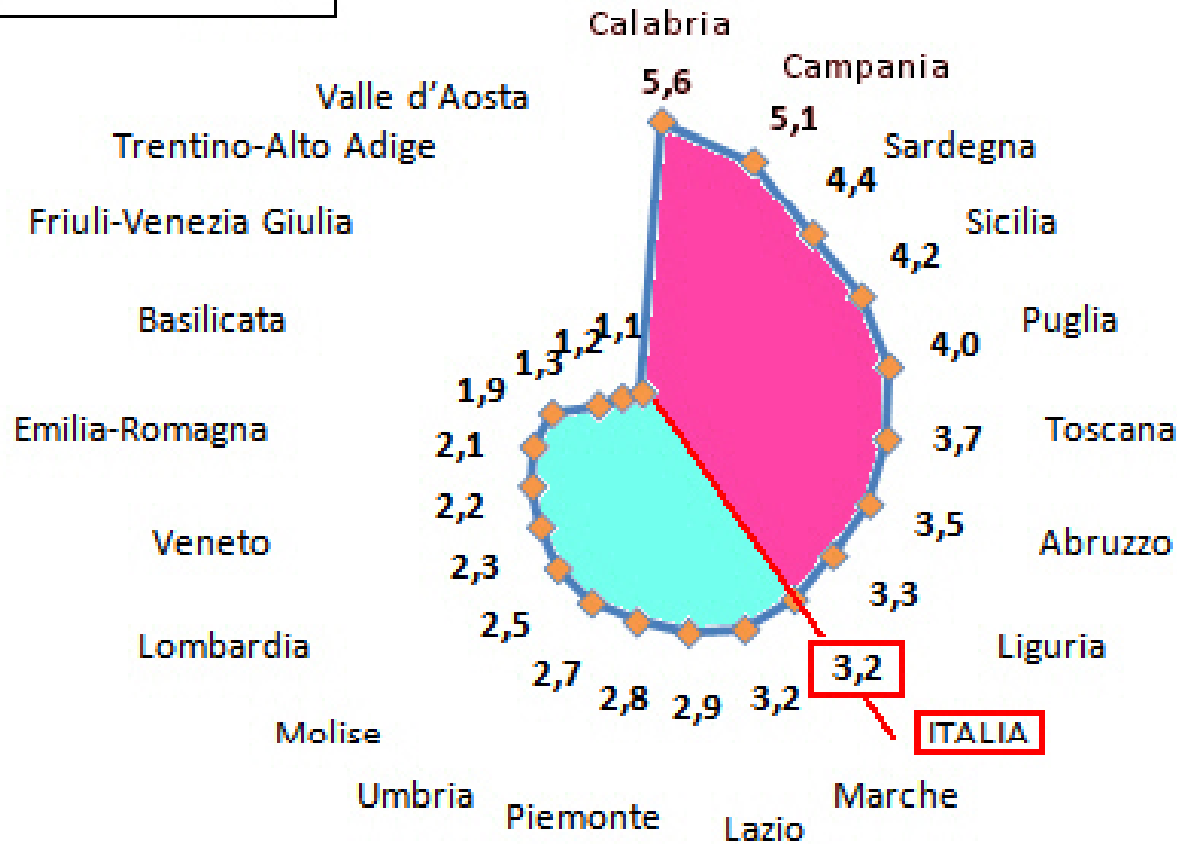 Calabria
5,6
Campania
5,1
Sardegna
4,4
Sicilia
4,2
Puglia
4,0
Toscana
3,7
Abruzzo
3,5
Liguria
3,3
ITALIA
3,2
Marche
3,2
Lazio
2,9
Piemonte
2,8
Umbria
2,7
Molise
2,5
Lombardia
2,3
Veneto
2,2
Emilia-Romagna
2,1
Basilicata
1,9
Friuli-Venezia Giulia
1,3
Trentino-Alto Adige
1,2
Valle d'Aosta
1,1